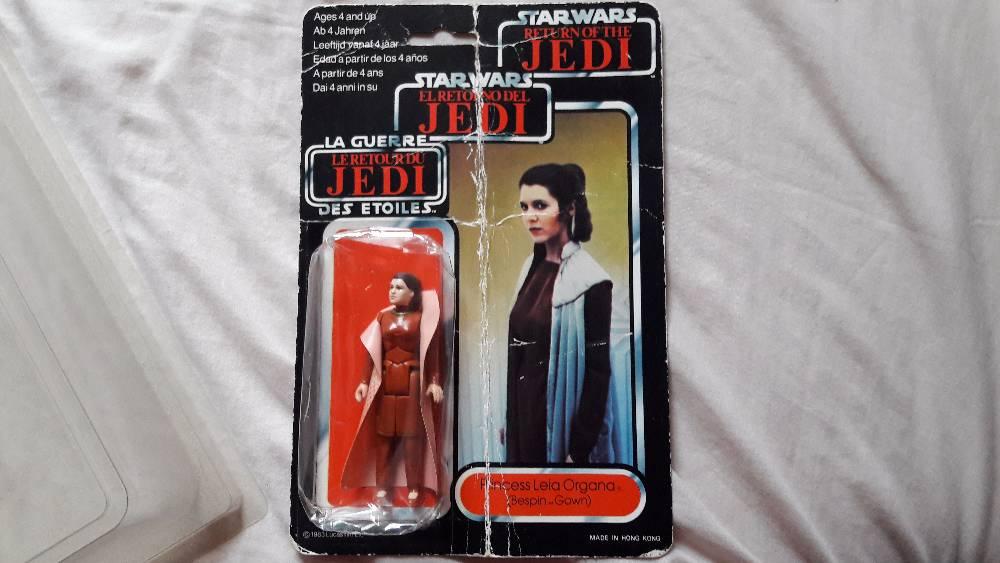 Ages 4 and up
Ab 4 Jahren
Leeftijd vanaf 4 jaar
Edad a partir de los 4 años
A partir de 4 ans
Dai 4 anni in su
STAR WARS
RETURN OF THE
JEDI
STAR WARS
EL RETORNO DEL
JEDI
LA GUERRE
LE RETOUR DU
JEDI
DES ETOILES
Princess Leia Organa
(Bespin Gown)
© 1983 Lucasfilm
MADE IN HONG KONG